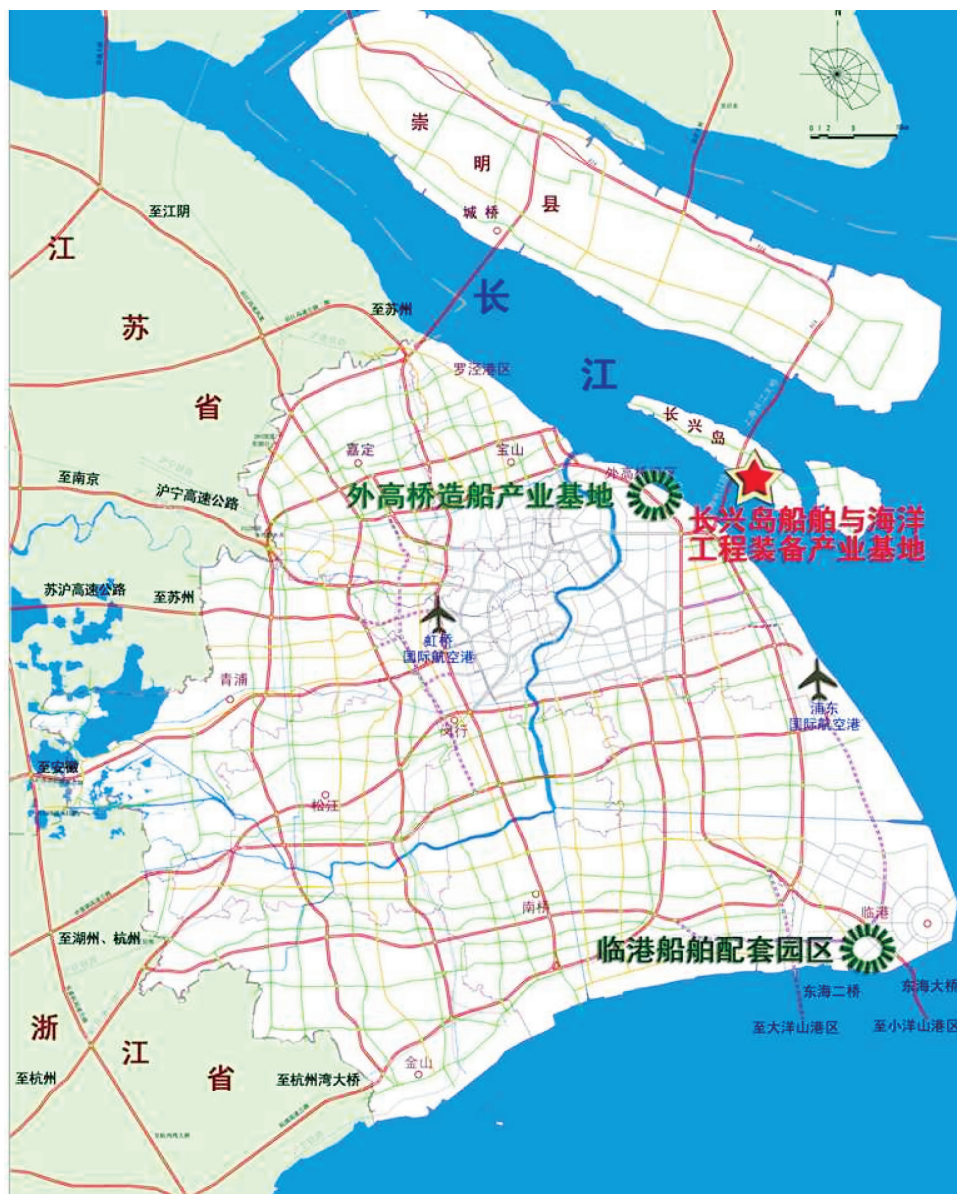 N
崇
明
县
城桥
至江阴
江
苏
省
至苏州
长
江
罗泾港区
长
兴
岛
嘉定
宝山
至南京
沪宁高速公路
外高桥造船产业基地
长兴岛船舶与海洋
工程装备产业基地
苏沪高速公路
至苏州
虹桥
国际航空港
青浦
浦东
国际航空港
闵行
至安徽
松江
南桥
临港
至湖州、杭州
临港船舶配套园区
东海二桥
东海大桥
至大洋山港区
至小洋山港区
浙
江
省
至杭州
金山
至杭州湾大桥